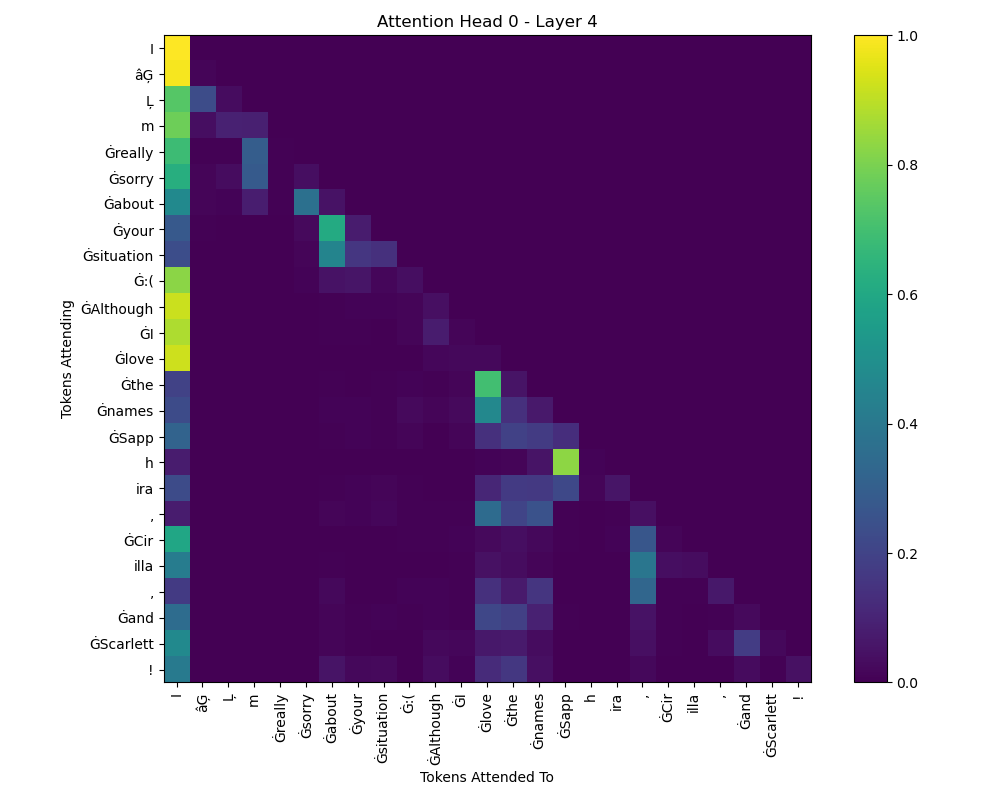 Attention Head 0 - Layer 4
Tokens Attending
I
âĢ
Ļ
m
Ġreally
Ġsorry
Ġabout
Ġyour
Ġsituation
Ġ:(
ĠAlthough
ĠI
Ġlove
Ġthe
Ġnames
ĠSapp
h
ira
,
ĠCir
illa
,
Ġand
ĠScarlett
!
I
âĢ
Ļ
m
Ġreally
Ġsorry
Ġabout
Ġyour
Ġsituation
Ġ:(
ĠAlthough
ĠI
Ġlove
Ġthe
Ġnames
ĠSapp
h
ira
,
ĠCir
illa
,
Ġand
ĠScarlett
!
Tokens Attended To
1.0
0.8
0.6
0.4
0.2
0.0